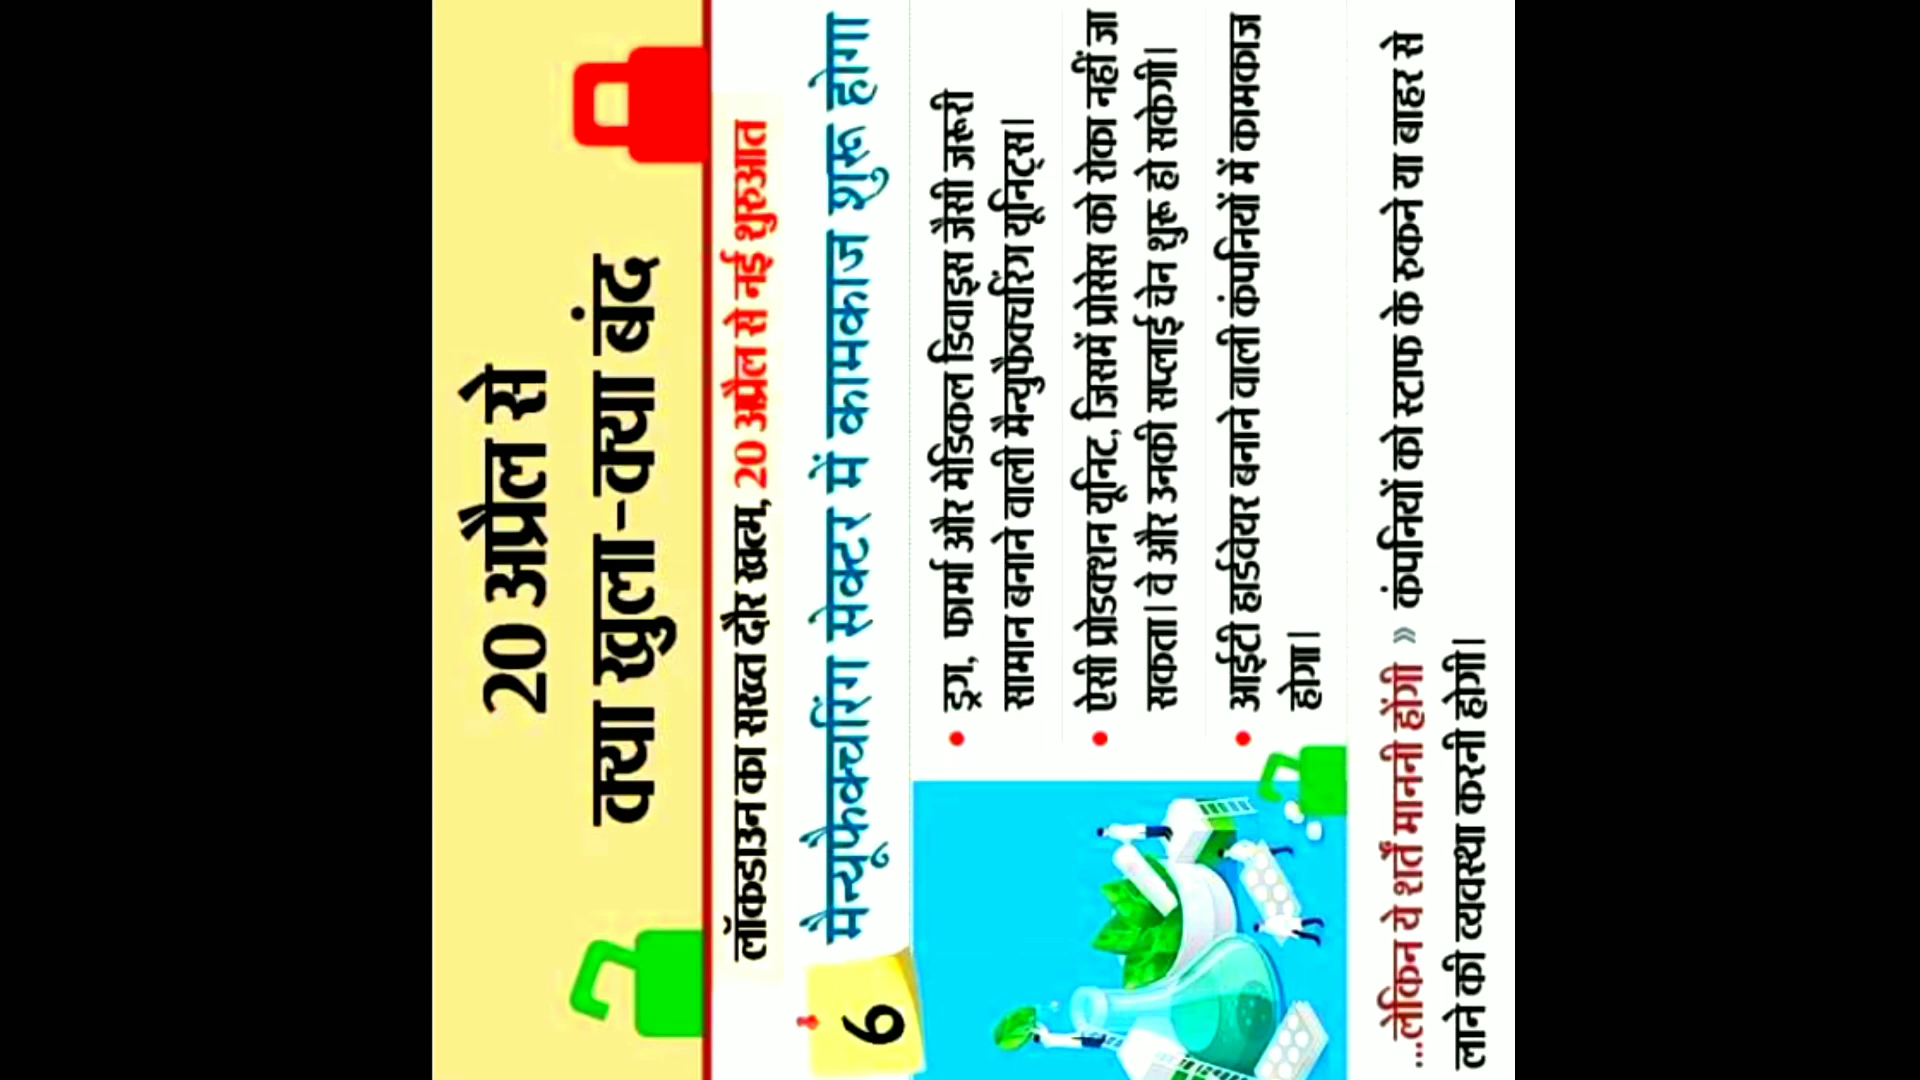 20 अप्रैल से
क्या खुला-क्या बंद
लॉकडाउन का सख्त दौर खत्म, 20 अप्रैल से नई शुरुआत
6
मैन्यूफैक्चरिंग सेक्टर में कामकाज शुरू होगा
• ड्रग, फार्मा और मेडिकल डिवाइस जैसी जरूरी
सामान बनाने वाली मैन्युफैक्चरिंग यूनिट्स।
• ऐसी प्रोडक्शन यूनिट, जिसमें प्रोसेस को रोका नहीं जा
सकता। वे और उनकी सप्लाई चेन शुरू हो सकेगी।
• आईटी हार्डवेयर बनाने वाली कंपनियों में कामकाज
होगा।
...लेकिन ये शर्तें माननी होंगी » कंपनियों को स्टाफ के रुकने या बाहर से
लाने की व्यवस्था करनी होगी।